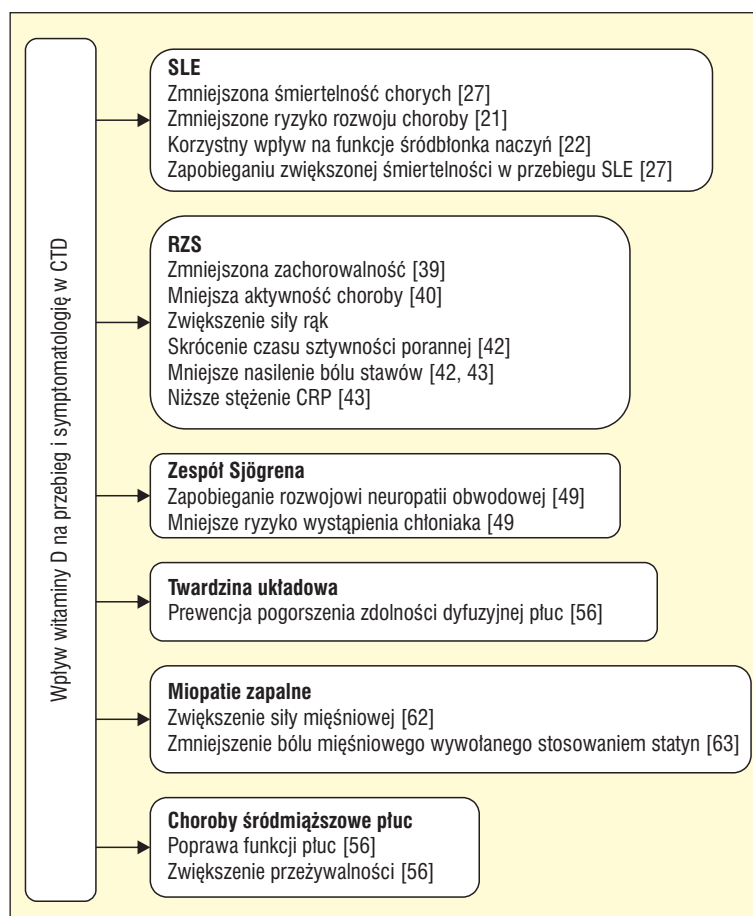 Wpływ witaminy D na przebieg i symptomatologię w CTD
SLE
Zmniejszona śmiertelność chorych [27]
Zmniejszone ryzyko rozwoju choroby [21]
Korzystny wpływ na funkcje śródbłonka naczyń [22]
Zapobieganiu zwiększonej śmiertelności w przebiegu SLE [27]
RZS
Zmniejszona zachorowalność [39]
Mniejsza aktywność choroby [40]
Zwiększenie siły rąk
Skrócenie czasu sztywności porannej [42]
Mniejsze nasilenie bólu stawów [42, 43]
Niższe stężenie CRP [43]
Zespół Sjögrena
Zapobieganie rozwojowi neuropatii obwodowej [49]
Mniejsze ryzyko wystąpienia chłoniaka [49
Twardzina układowa
Prewencja pogorszenia zdolności dyfuzyjnej płuc [56]
Miopatie zapalne
Zwiększenie siły mięśniowej [62]
Zmniejszenie bólu mięśniowego wywołanego stosowaniem statyn [63]
Choroby śródmiąższowe płuc
Poprawa funkcji płuc [56]
Zwiększenie przeżywalności [56]